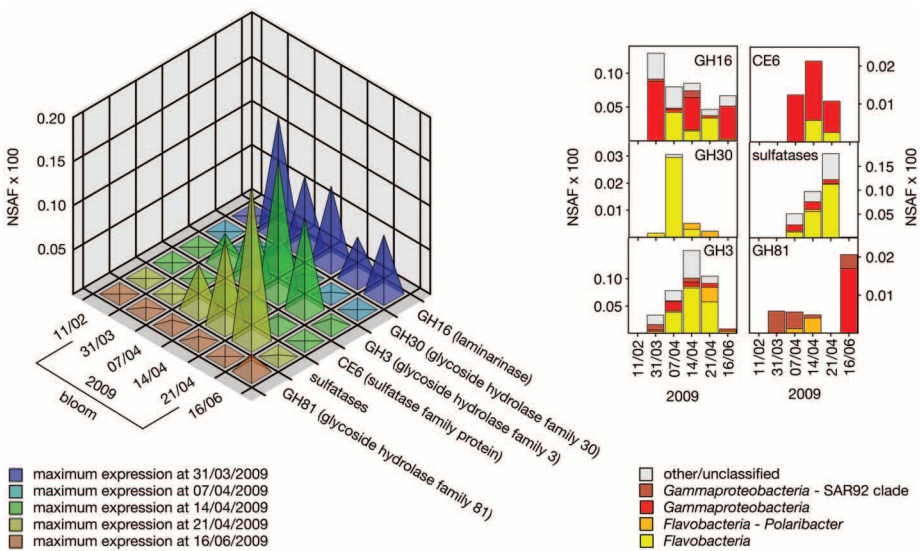 0.20
0.15
0.10
0.05
NSAF x 100
11/02
31/03
07/04
14/04
21/04
16/06
2009
bloom
GH16 (laminarinase)
GH30 (glycoside hydrolase family 30)
GH3 (glycoside hydrolase family 3)
CE6 (sulfatase family protein)
sulfatases
GH81 (glycoside hydrolase family 81)
maximum expression at 31/03/2009
maximum expression at 07/04/2009
maximum expression at 14/04/2009
maximum expression at 21/04/2009
maximum expression at 16/06/2009
GH16
0.10
0.05
CE6
0.02
0.01
NSAF x 100
GH30
0.03
0.02
0.01
sulfatases
0.15
0.10
0.05
NSAF x 100
GH3
0.10
0.05
GH81
0.02
0.01
11/02
31/03
07/04
14/04
21/04
16/06
11/02
31/03
07/04
14/04
21/04
16/06
2009
2009
other/unclassified
Gammaproteobacteria - SAR92 clade
Gammaproteobacteria
Flavobacteria - Polaribacter
Flavobacteria